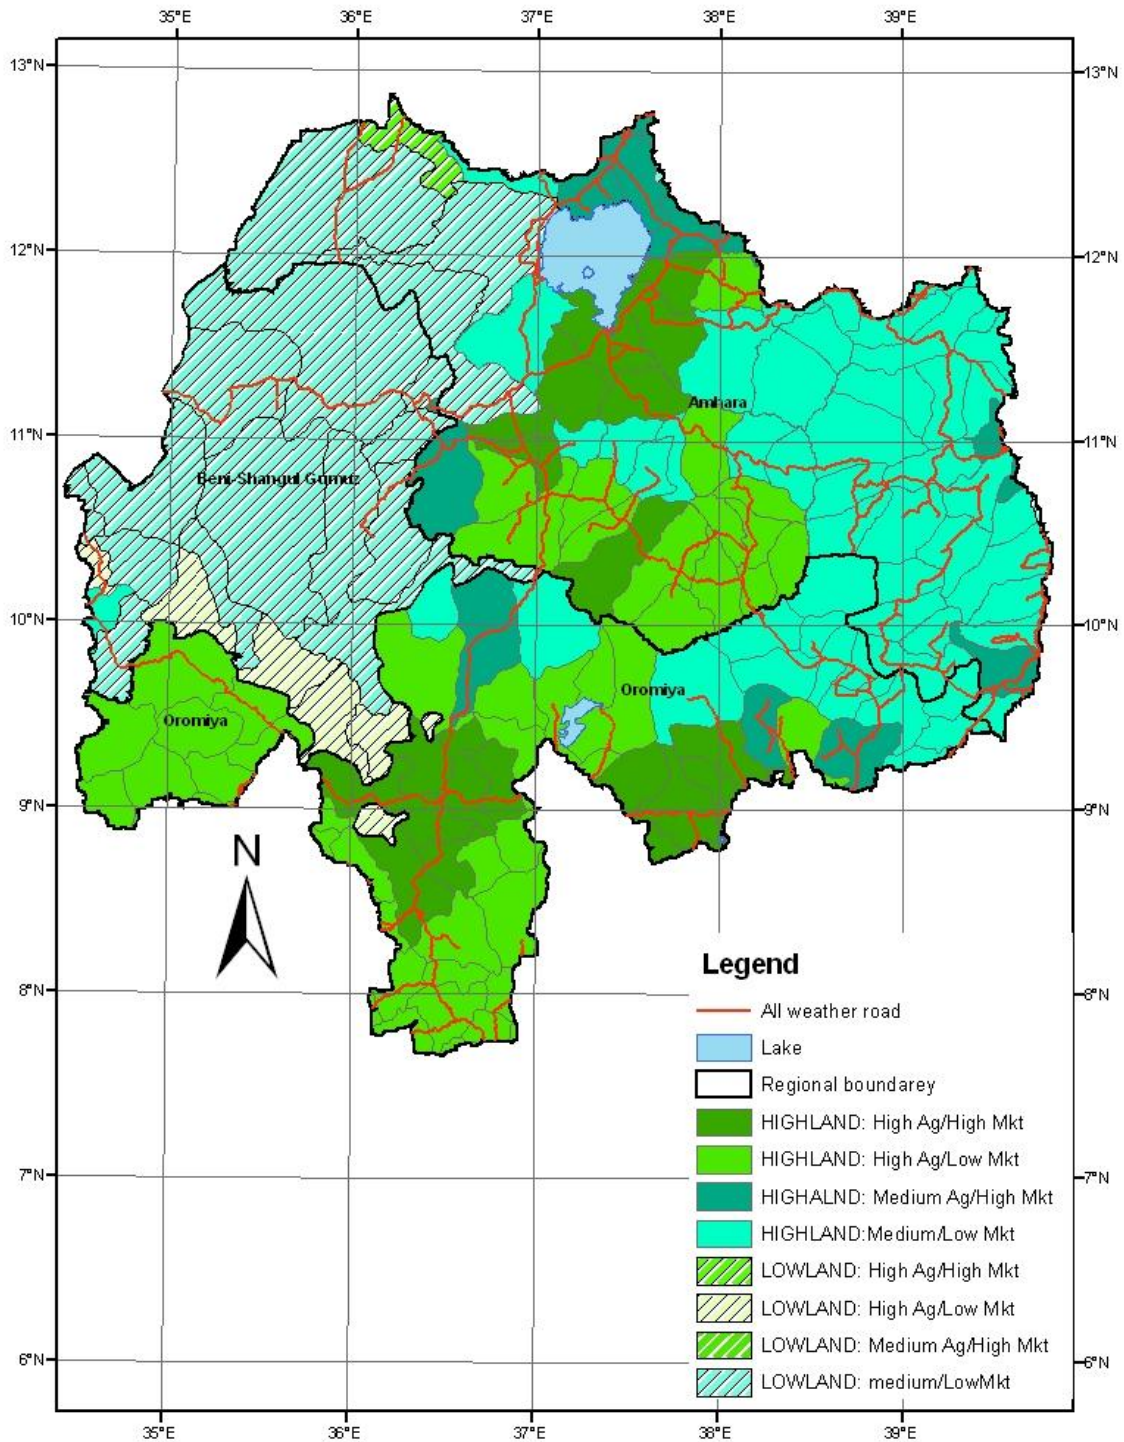 35°E 36°E 37°E 38°E 39°E
13°N 13°N
12°N 12°N
Amhara
11°N 11°N
Beni-Shangul Gumuz
10°N 10°N
Oromiya
Oromiya
9°N 9°N
N
8°N 8°N
Legend
All weather road
Lake
Regional boundarey
HIGHLAND: High Ag/High Mkt
HIGHLAND: High Ag/Low Mkt
7°N 7°N
HIGHALND: Medium Ag/High Mkt
HIGHLAND:Medium/Low Mkt
LOWLAND: High Ag/High Mkt
LOWLAND: High Ag/Low Mkt
LOWLAND: Medium Ag/High Mkt
6°N 6°N
LOWLAND: medium/LowMkt
35°E 36°E 37°E 38°E 39°E